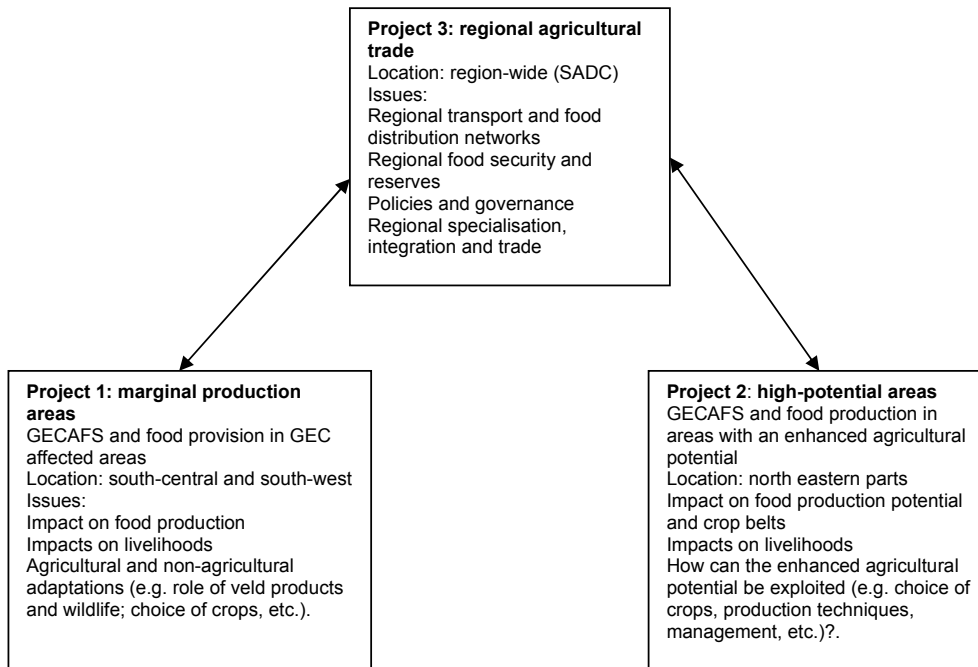 Project 3: regional agricultural
trade
Location: region-wide (SADC)
Issues:
Regional transport and food
distribution networks
Regional food security and
reserves
Policies and governance
Regional specialisation,
integration and trade
Project 1: marginal production
areas
GECAFS and food provision in GEC
affected areas
Location: south-central and south-west
Issues:
Impact on food production
Impacts on livelihoods
Agricultural and non-agricultural
adaptations (e.g. role of veld products
and wildlife; choice of crops, etc.).
Project 2: high-potential areas
GECAFS and food production in
areas with an enhanced agricultural
potential
Location: north eastern parts
Impact on food production potential
and crop belts
Impacts on livelihoods
How can the enhanced agricultural
potential be exploited (e.g. choice of
crops, production techniques,
management, etc.)?.